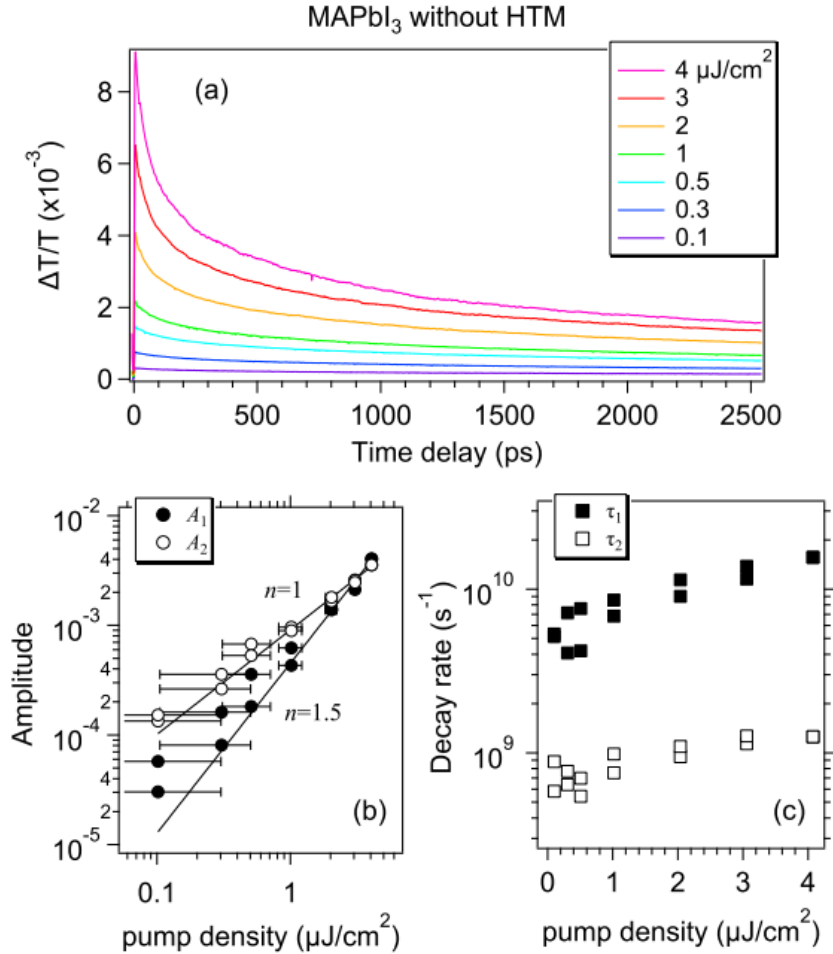 MAPbI₃ without HTM
(a)
4 µJ/cm²
3
2
1
0.5
0.3
0.1
ΔT/T (x10⁻³)
8
6
4
2
0
0
500
1000
1500
2000
2500
Time delay (ps)
A₁
A₂
n=1
n=1.5
(b)
Amplitude
10⁻²
4
2
10⁻³
4
2
10⁻⁴
4
2
10⁻⁵
0.1
1
pump density (µJ/cm²)
τ₁
τ₂
(c)
Decay rate (s⁻¹)
10¹⁰
10⁹
0
1
2
3
4
pump density (µJ/cm²)